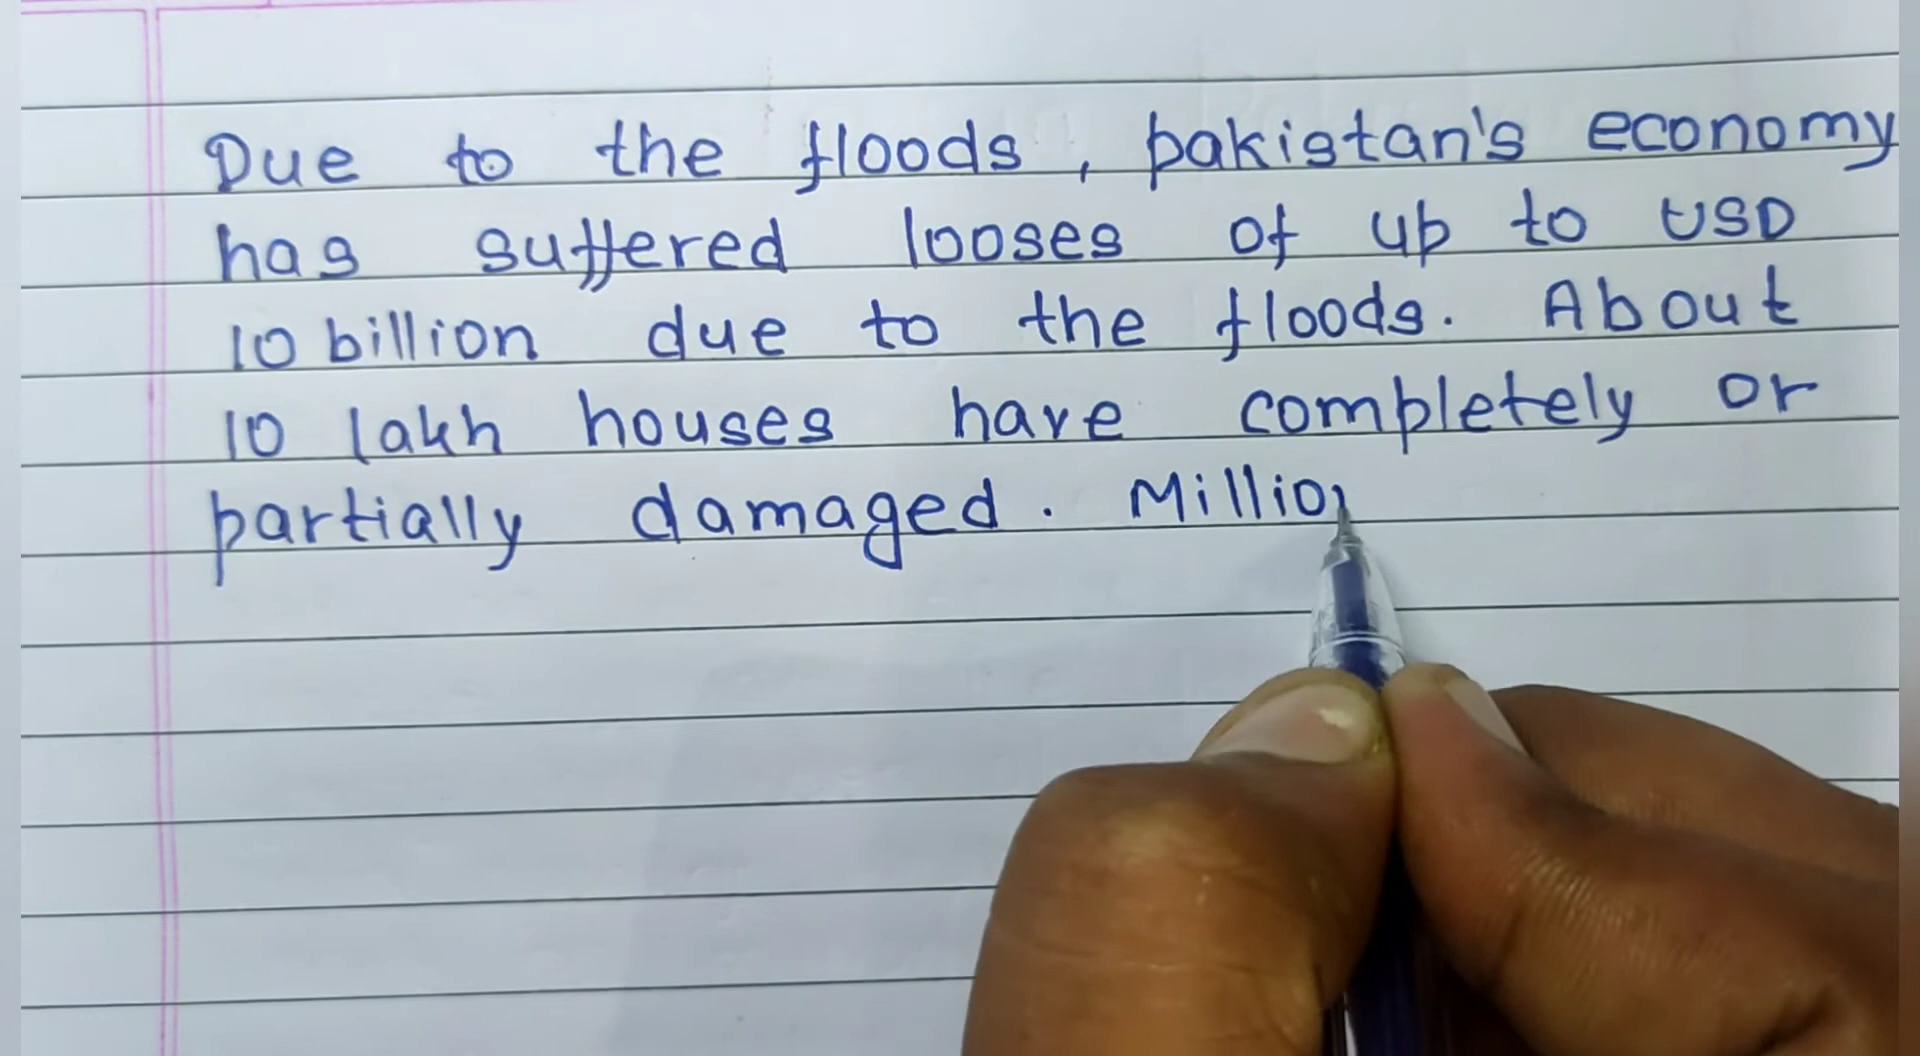 Due to the floods, pakistan's economy
has suffered looses of up to USD
10 billion due to the floods. About
10 lakh houses have completely or
partially damaged. Million